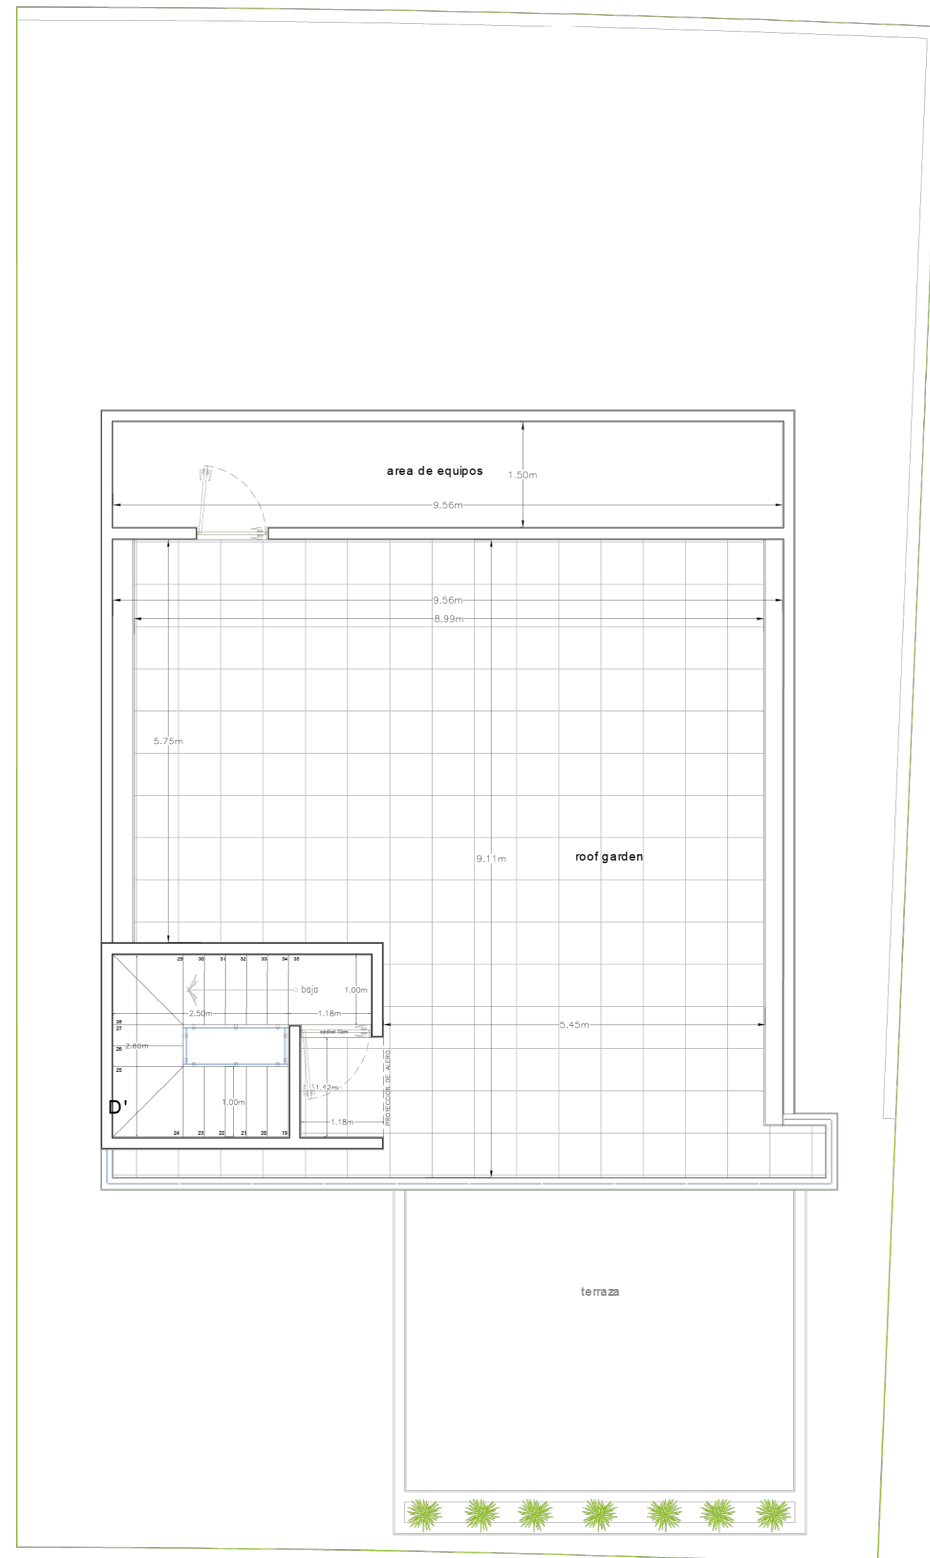 area de equipos
1.50m
9.56m
9.56m
8.99m
5.75m
9.11m
roof garden
29 30 31 32 33 34 35
baja
1.00m
2.50m
1.18m
28
27
5.45m
26
2.60m
25
1.42m
PROYECCION DE ALERO
1.00m
D'
1.18m
24 23 22 21 20 19
terraza